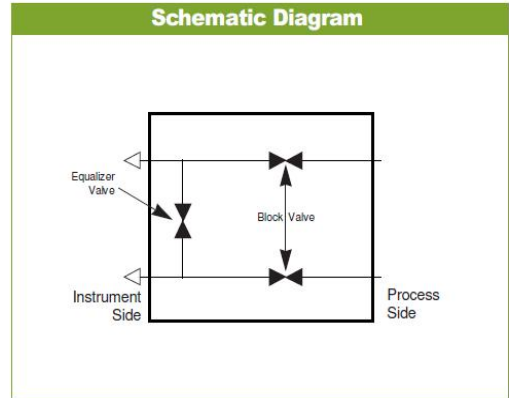 Schematic Diagram
Equalizer
Valve
Block Valve
Instrument
Side
Process
Side